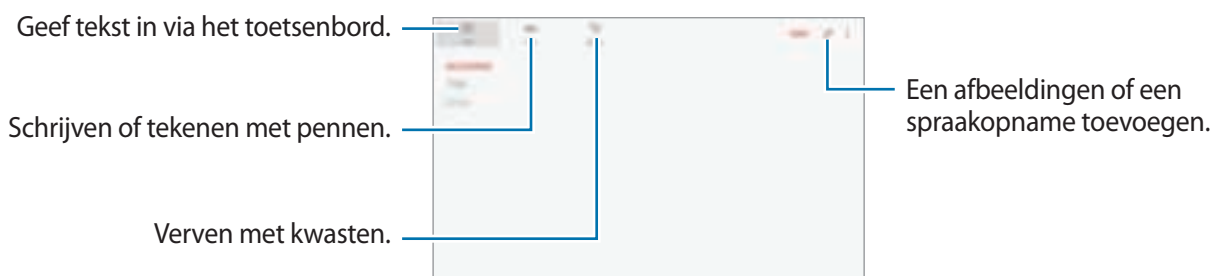 Geef tekst in via het toetsenbord.
Schrijven of tekenen met pennen.
Verven met kwasten.
Een afbeeldingen of een
spraakopname toevoegen.